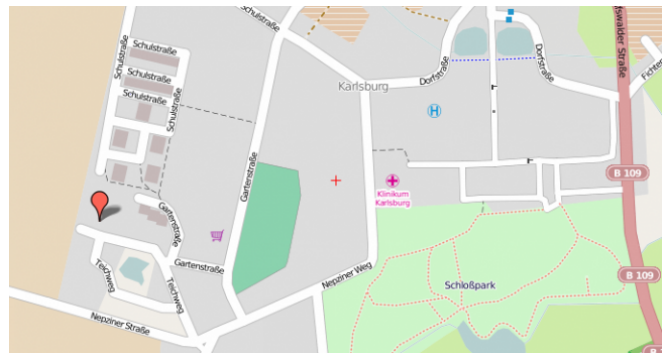 Schulstraße
Schulstraße
Schulstraße
Schulstraße
Schulstraße
Karlsburg
Dorfstraße
Dorfstraße
H
Gartenstraße
Klinikum
Karlsburg
B 109
Gartenstraße
Gartenstraße
Teichweg
Teichweg
Nepziner Straße
Nepziner Weg
Schloßpark
B 109